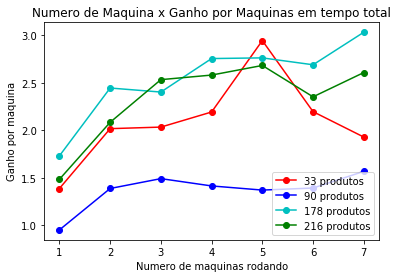 Numero de Maquina x Ganho por Maquinas em tempo total
Ganho por maquina
3.0
2.5
2.0
1.5
1.0
33 produtos
90 produtos
178 produtos
216 produtos
1 2 3 4 5 6 7
Numero de maquinas rodando